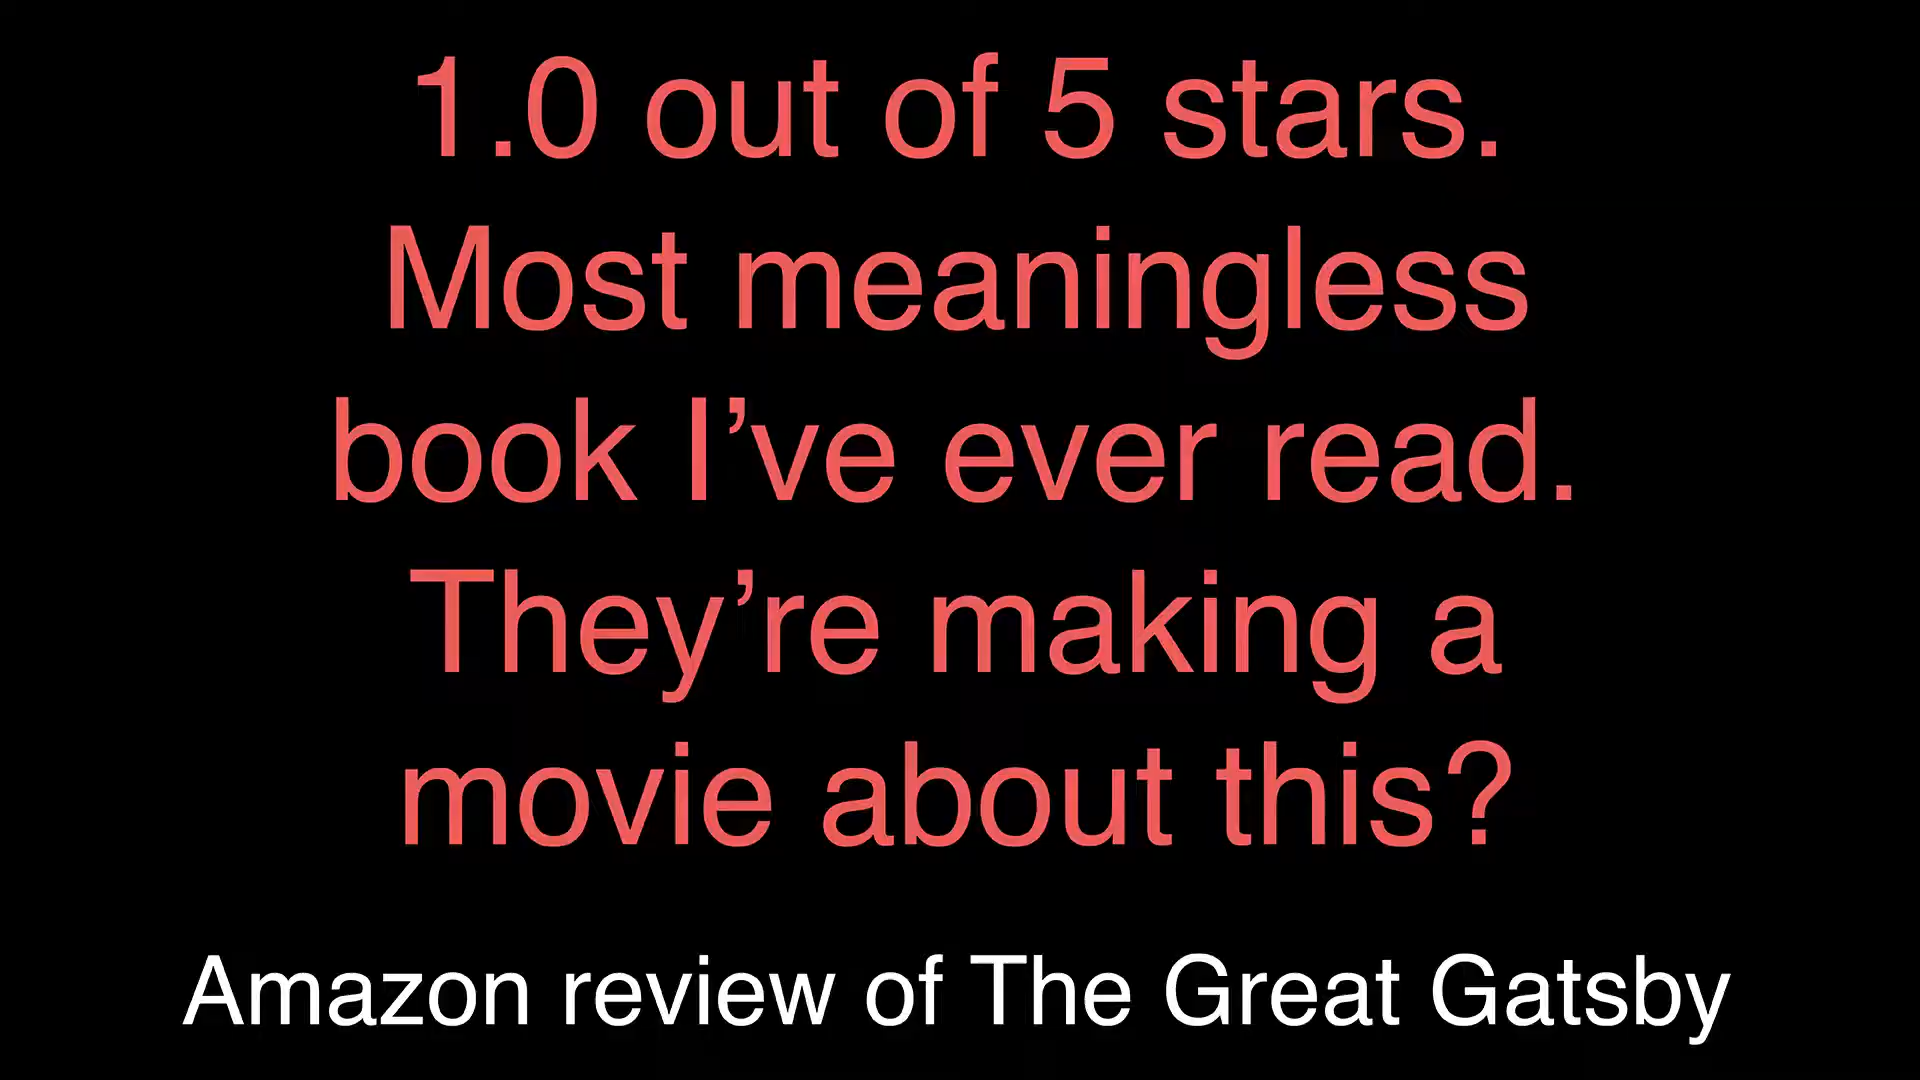 1.0 out of 5 stars.
Most meaningless
book I’ve ever read.
They’re making a
movie about this?
Amazon review of The Great Gatsby